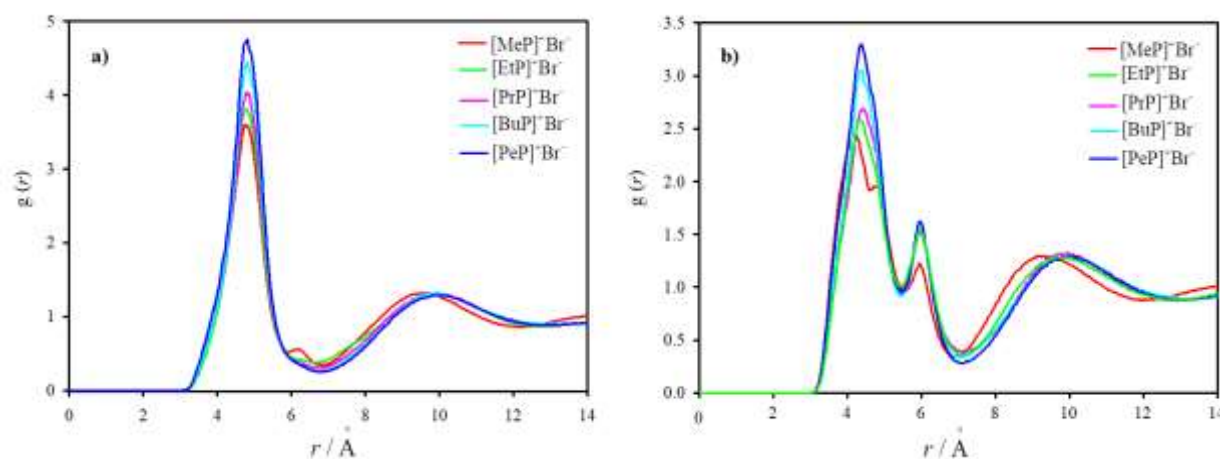 a)
[MeP]⁺Br⁻
[EtP]⁺Br⁻
[PrP]⁺Br⁻
[BuP]⁺Br⁻
[PeP]⁺Br⁻
g (r)
5
4
3
2
1
0
0 2 4 6 8 10 12 14
r / Å
b)
[MeP]⁺Br⁻
[EtP]⁺Br⁻
[PrP]⁺Br⁻
[BuP]⁺Br⁻
[PeP]⁺Br⁻
g (r)
3.5
3.0
2.5
2.0
1.5
1.0
0.5
0.0
0 2 4 6 8 10 12 14
r / Å